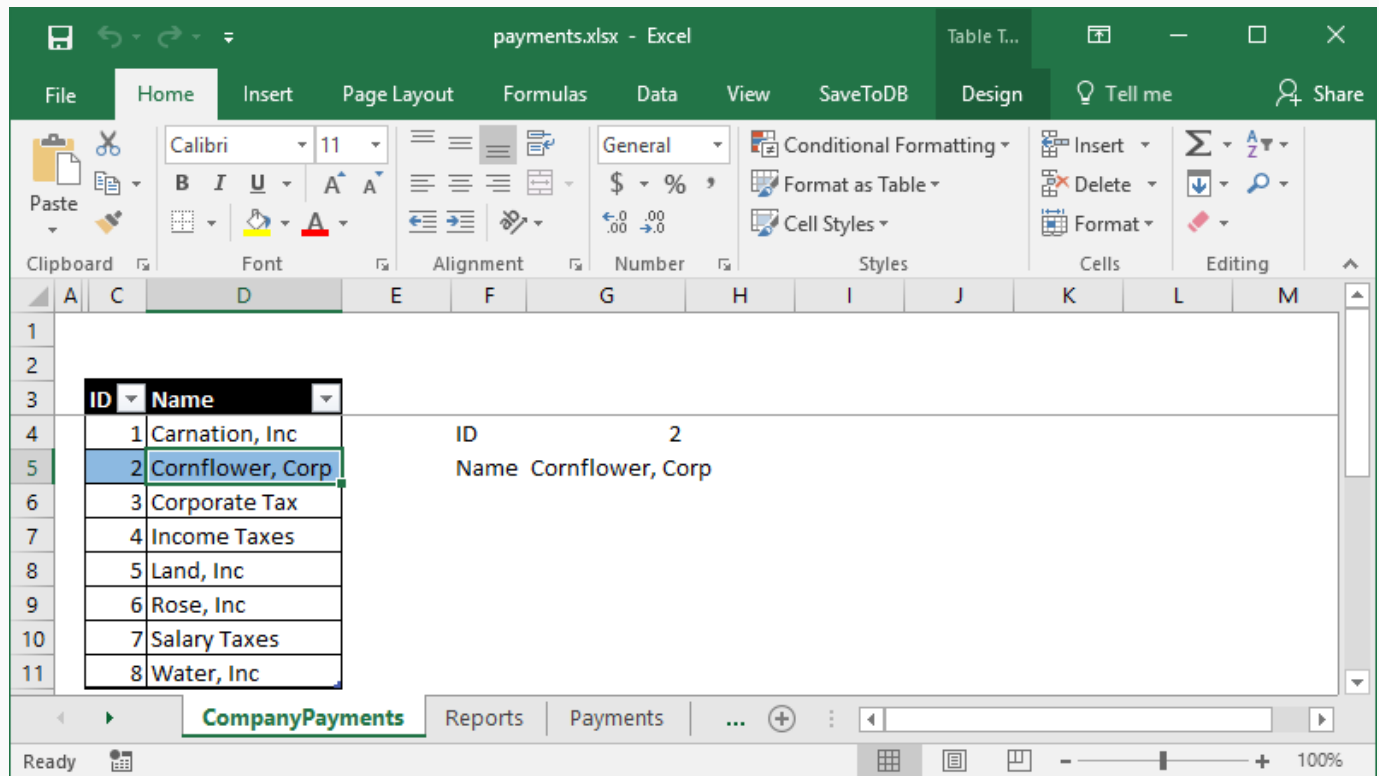 payments.xlsx - Excel Table T...
File Home Insert Page Layout Formulas Data View SaveToDB Design Tell me Share
Paste
Calibri 11
B I U A A
A
General
$ % ,
Conditional Formatting
Format as Table
Cell Styles
Insert
Delete
Format
Clipboard Font Alignment Number Styles Cells Editing
A C D E F G H I J K L M
1
2
3 ID Name
4 1 Carnation, Inc ID 2
5 2 Cornflower, Corp Name Cornflower, Corp
6 3 Corporate Tax
7 4 Income Taxes
8 5 Land, Inc
9 6 Rose, Inc
10 7 Salary Taxes
11 8 Water, Inc
CompanyPayments Reports Payments ...
Ready 100%